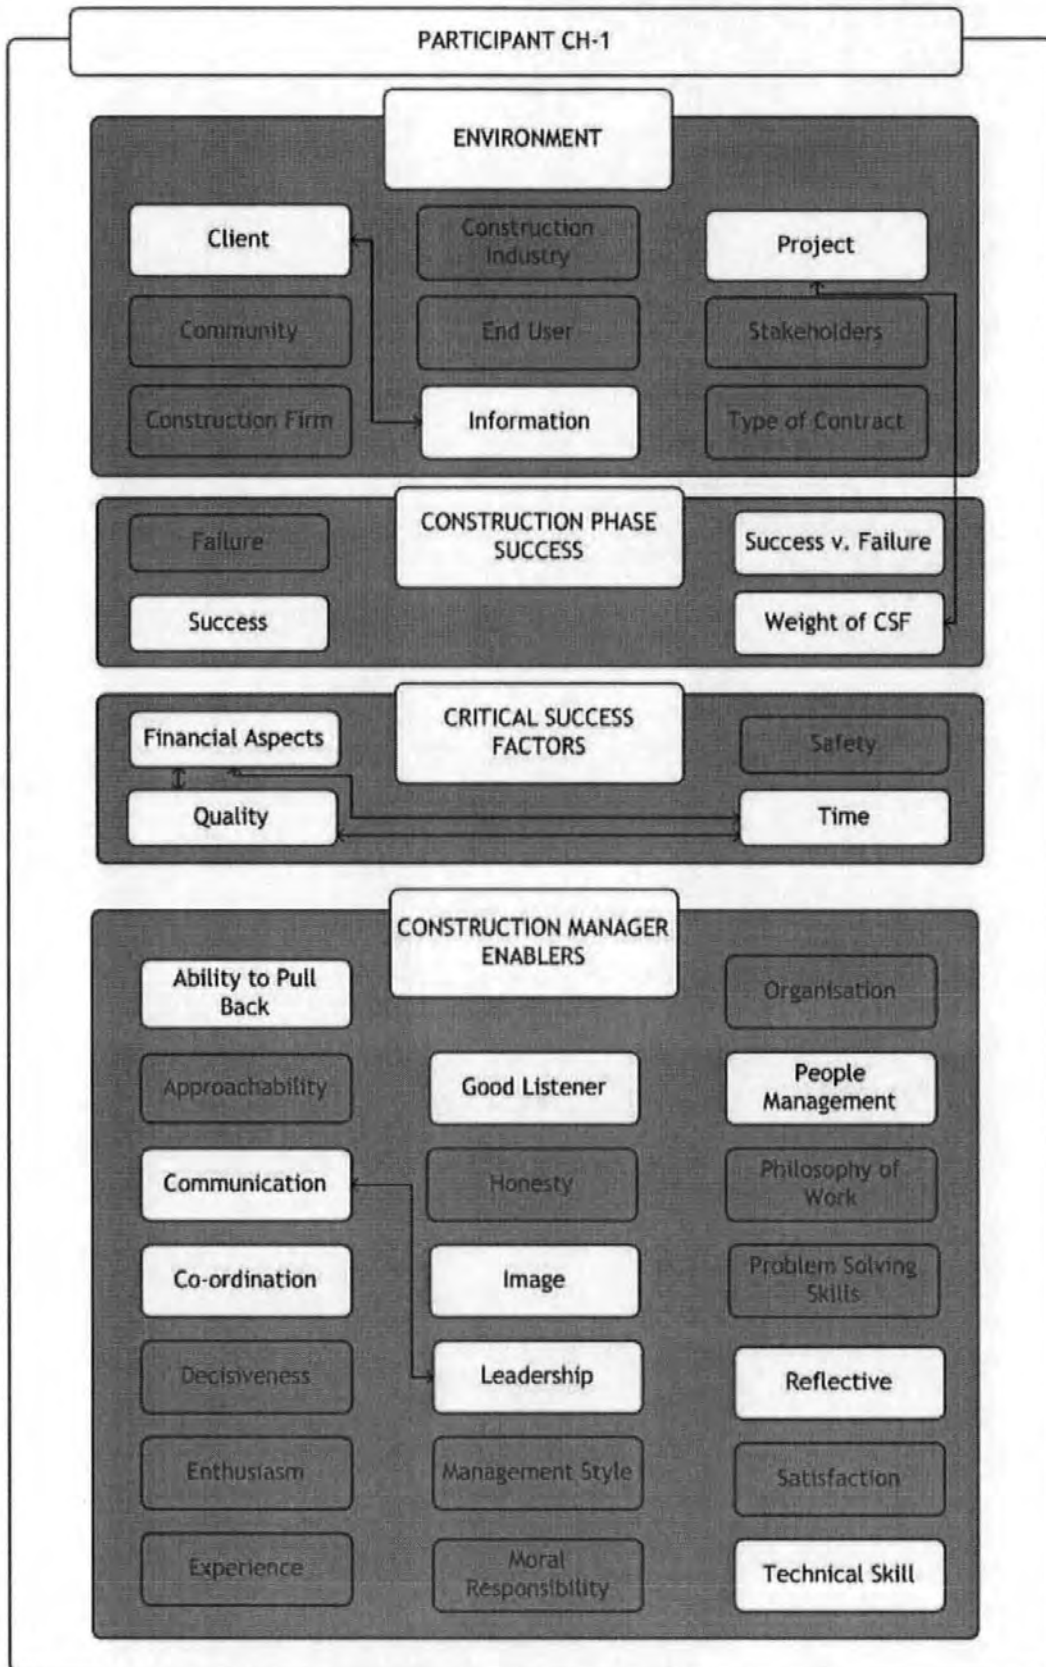 PARTICIPANT CH-1
ENVIRONMENT
Client
Construction
Industry
Project
Community
End User
Stakeholders
Construction Firm
Information
Type of Contract
CONSTRUCTION PHASE
SUCCESS
Failure
Success v. Failure
Success
Weight of CSF
CRITICAL SUCCESS
FACTORS
Financial Aspects
Safety
Quality
Time
CONSTRUCTION MANAGER
ENABLERS
Ability to Pull
Back
Organisation
Approachability
Good Listener
People
Management
Communication
Honesty
Philosophy of
Work
Co-ordination
Image
Problem Solving
Skills
Decisiveness
Leadership
Reflective
Enthusiasm
Management Style
Satisfaction
Experience
Moral
Responsibility
Technical Skill